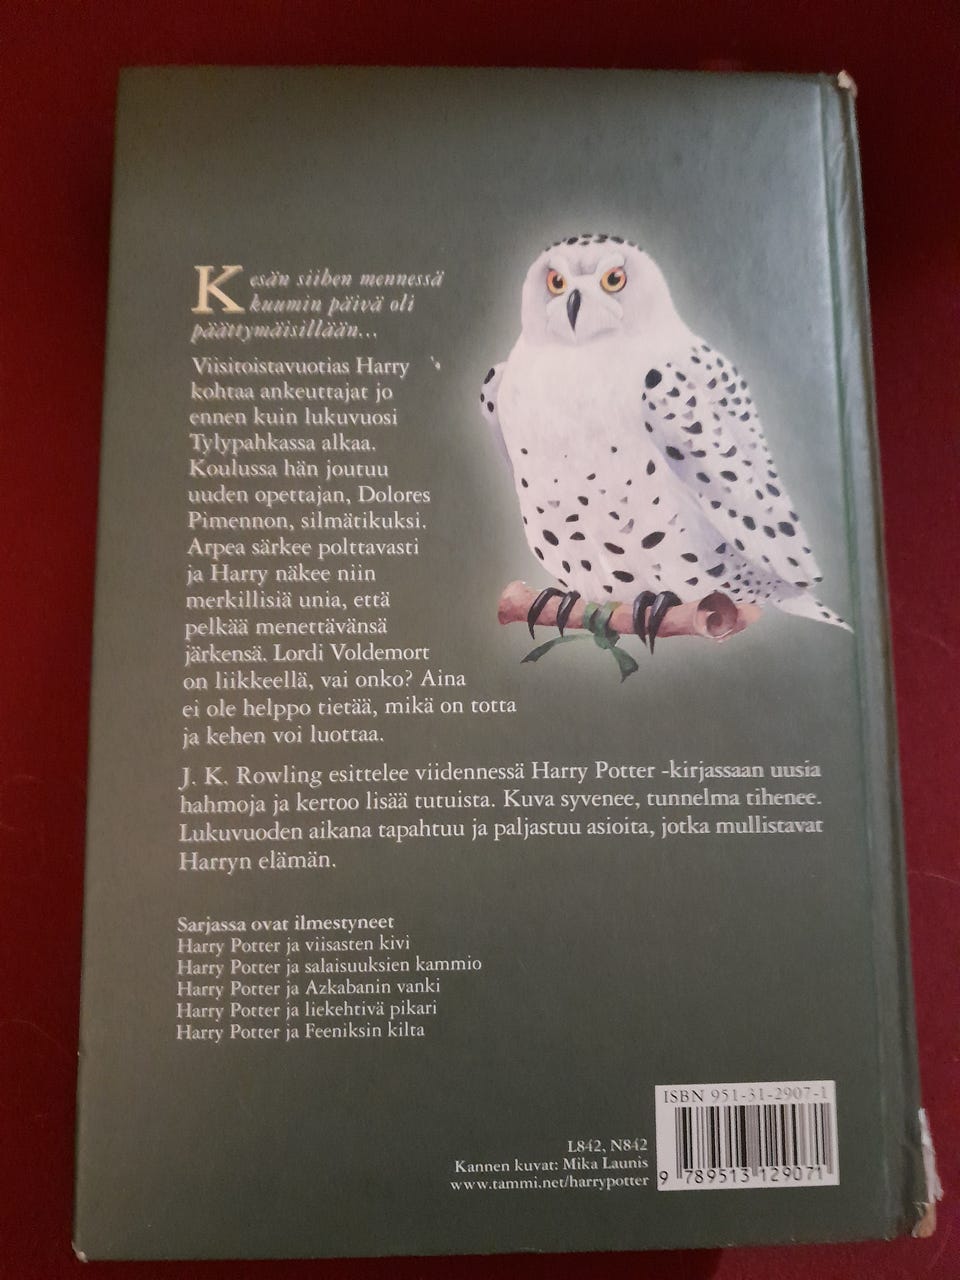 Kesän siihen mennessä
kuumin päivä oli
päättymäisillään...
Viisitoistavuotias Harry
kohtaa ankeuttajat jo
ennen kuin lukuvuosi
Tylypahkassa alkaa.
Koulussa hän joutuu
uuden opettajan, Dolores
Pimennon, silmätikuksi.
Arpea särkee polttavasti
ja Harry näkee niin
merkillisiä unia, että
pelkää menettävänsä
järkensä. Lordi Voldemort
on liikkeellä, vai onko? Aina
ei ole helppo tietää, mikä on totta
ja kehen voi luottaa.
J. K. Rowling esittelee viidennessä Harry Potter -kirjassaan uusia
hahmoja ja kertoo lisää tutuista. Kuva syvenee, tunnelma tihenee.
Lukuvuoden aikana tapahtuu ja paljastuu asioita, jotka mullistavat
Harryn elämän.
Sarjassa ovat ilmestyneet
Harry Potter ja viisasten kivi
Harry Potter ja salaisuuksien kammio
Harry Potter ja Azkabanin vanki
Harry Potter ja liekehtivä pikari
Harry Potter ja Feeniksin kilta
L842, N842
Kannen kuvat: Mika Launis
www.tammi.net/harrypotter
ISBN 951-31-2907-1
9 789513 129071